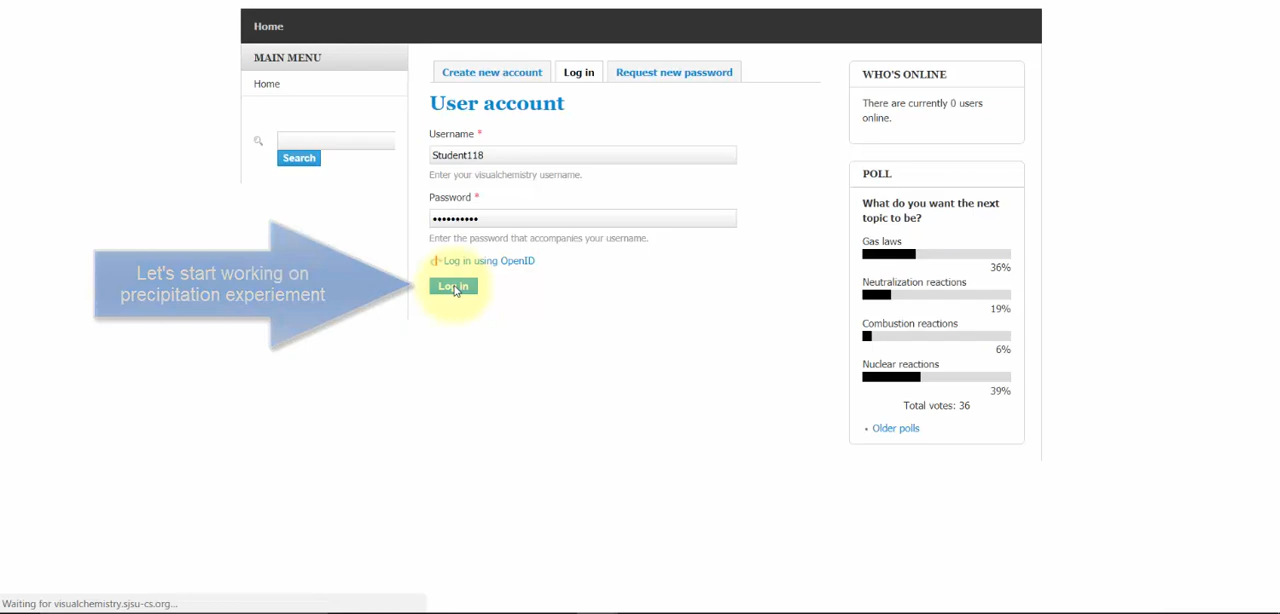 Home
MAIN MENU
Home
Search
Create new account
Log in
Request new password
User account
Username *
Student118
Enter your visualchemistry username.
Password *
••••••••••
Enter the password that accompanies your username.
Log in using OpenID
Log in
Let's start working on
precipitation experiement
WHO'S ONLINE
There are currently 0 users
online.
POLL
What do you want the next
topic to be?
Gas laws
36%
Neutralization reactions
19%
Combustion reactions
6%
Nuclear reactions
39%
Total votes: 36
Older polls
Waiting for visualchemistry.sjsu-cs.org...